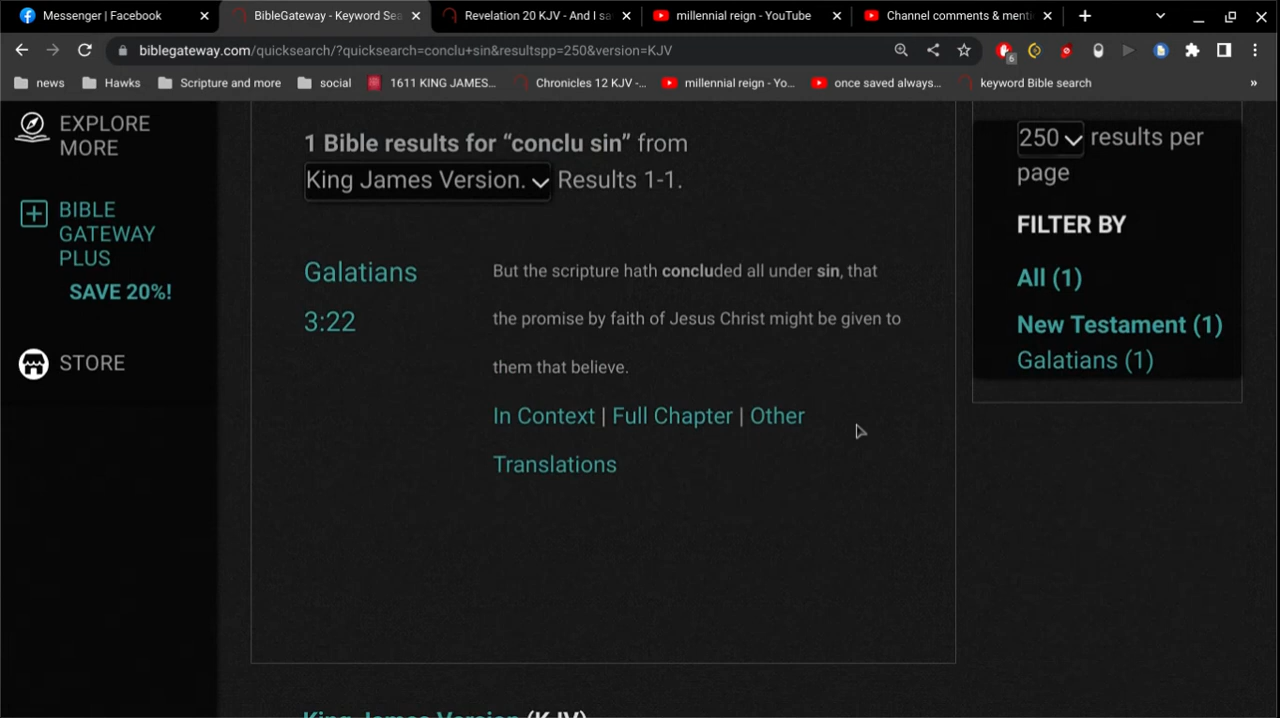 Messenger | Facebook
BibleGateway - Keyword Sea
Revelation 20 KJV - And I sa
millennial reign - YouTube
Channel comments & menti
biblegateway.com/quicksearch/?quicksearch=conclu+sin&resultspp=250&version=KJV
6
news
Hawks
Scripture and more
social
1611 KING JAMES...
Chronicles 12 KJV -...
millennial reign - Yo...
once saved always...
keyword Bible search
»
EXPLORE
MORE
BIBLE
GATEWAY
PLUS
SAVE 20%!
STORE
1 Bible results for “conclu sin” from
King James Version. Results 1-1.
Galatians
3:22
But the scripture hath concluded all under sin, that
the promise by faith of Jesus Christ might be given to
them that believe.
In Context | Full Chapter | Other
Translations
250 results per
page
FILTER BY
All (1)
New Testament (1)
Galatians (1)
King James Version (KJV)